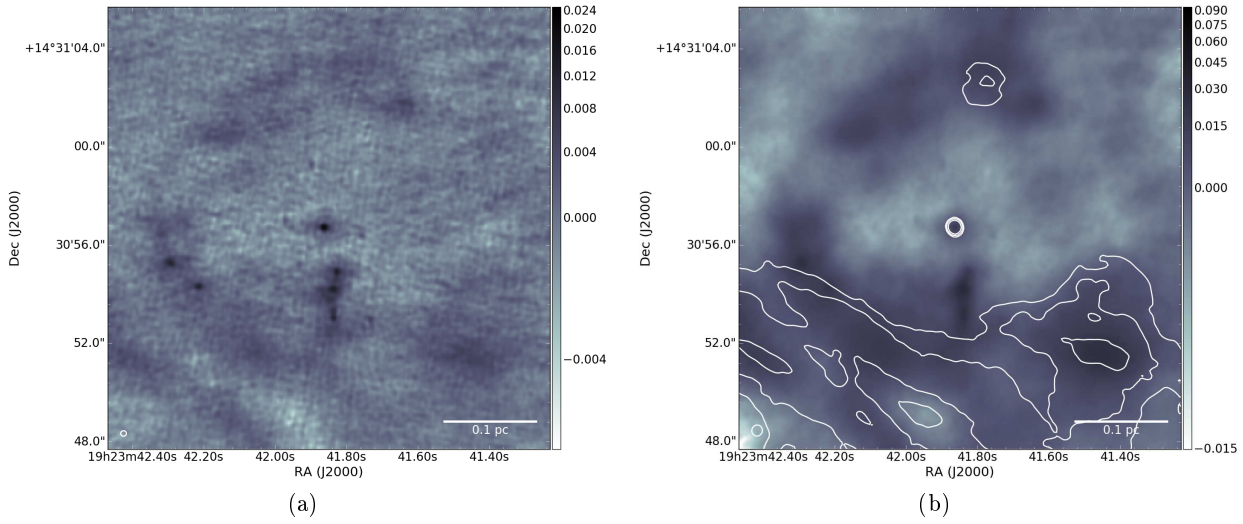 0.024
0.020
0.016
0.012
0.008
0.004
0.000
−0.004
+14°31'04.0"
00.0"
30'56.0"
52.0"
48.0"
Dec (J2000)
19h23m42.40s 42.20s 42.00s 41.80s 41.60s 41.40s
RA (J2000)
0.1 pc
(a)
0.090
0.075
0.060
0.045
0.030
0.015
0.000
−0.015
+14°31'04.0"
00.0"
30'56.0"
52.0"
48.0"
Dec (J2000)
19h23m42.40s 42.20s 42.00s 41.80s 41.60s 41.40s
RA (J2000)
0.1 pc
(b)